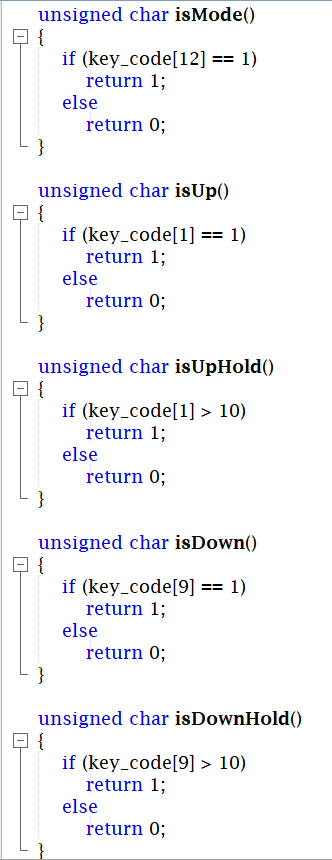 unsigned char isMode()
{
if (key_code[12] == 1)
return 1;
else
return 0;
}
unsigned char isUp()
{
if (key_code[1] == 1)
return 1;
else
return 0;
}
unsigned char isUpHold()
{
if (key_code[1] > 10)
return 1;
else
return 0;
}
unsigned char isDown()
{
if (key_code[9] == 1)
return 1;
else
return 0;
}
unsigned char isDownHold()
{
if (key_code[9] > 10)
return 1;
else
return 0;
}